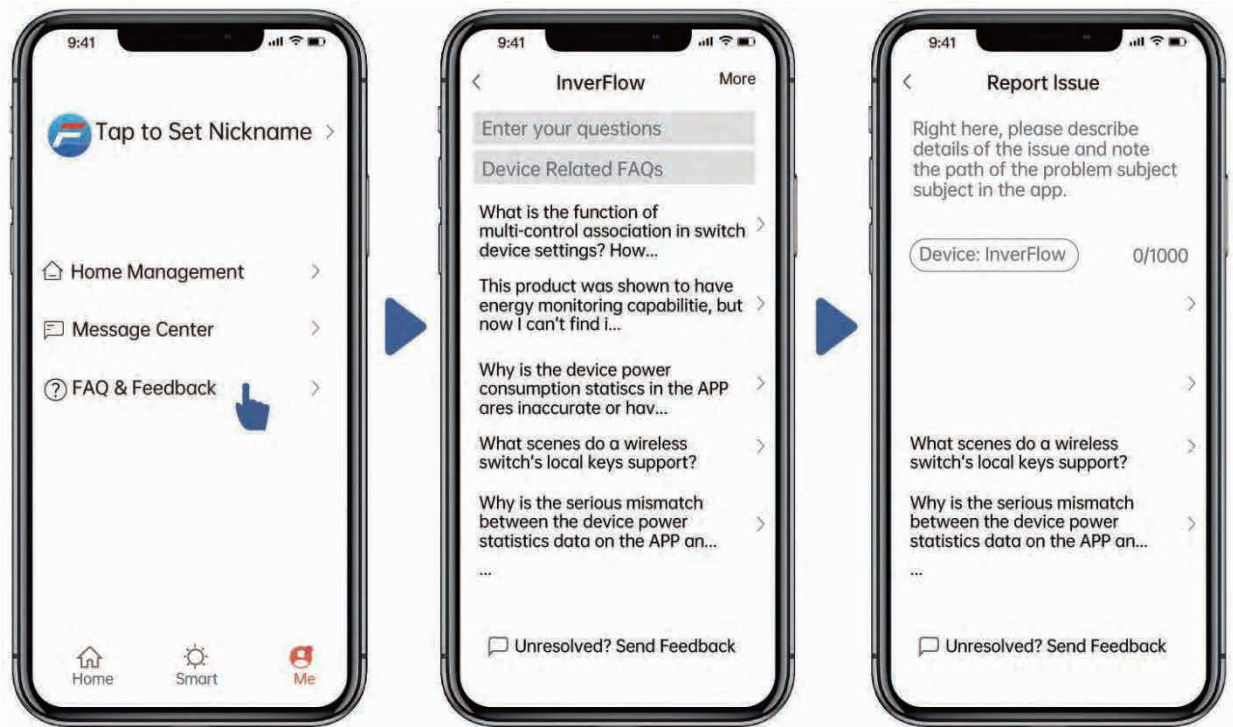 9:41
Tap to Set Nickname
Home Management
Message Center
FAQ & Feedback
Home
Smart
Me
9:41
InverFlow
More
Enter your questions
Device Related FAQs
What is the function of
multi-control association in switch
device settings? How...
This product was shown to have
energy monitoring capabilitie, but
now I can't find i...
Why is the device power
consumption statiscs in the APP
ares inaccurate or hav...
What scenes do a wireless
switch's local keys support?
Why is the serious mismatch
between the device power
statistics data on the APP an...
...
Unresolved? Send Feedback
9:41
Report Issue
Right here, please describe
details of the issue and note
the path of the problem subject
subject in the app.
Device: InverFlow
0/1000
What scenes do a wireless
switch's local keys support?
Why is the serious mismatch
between the device power
statistics data on the APP an...
...
Unresolved? Send Feedback